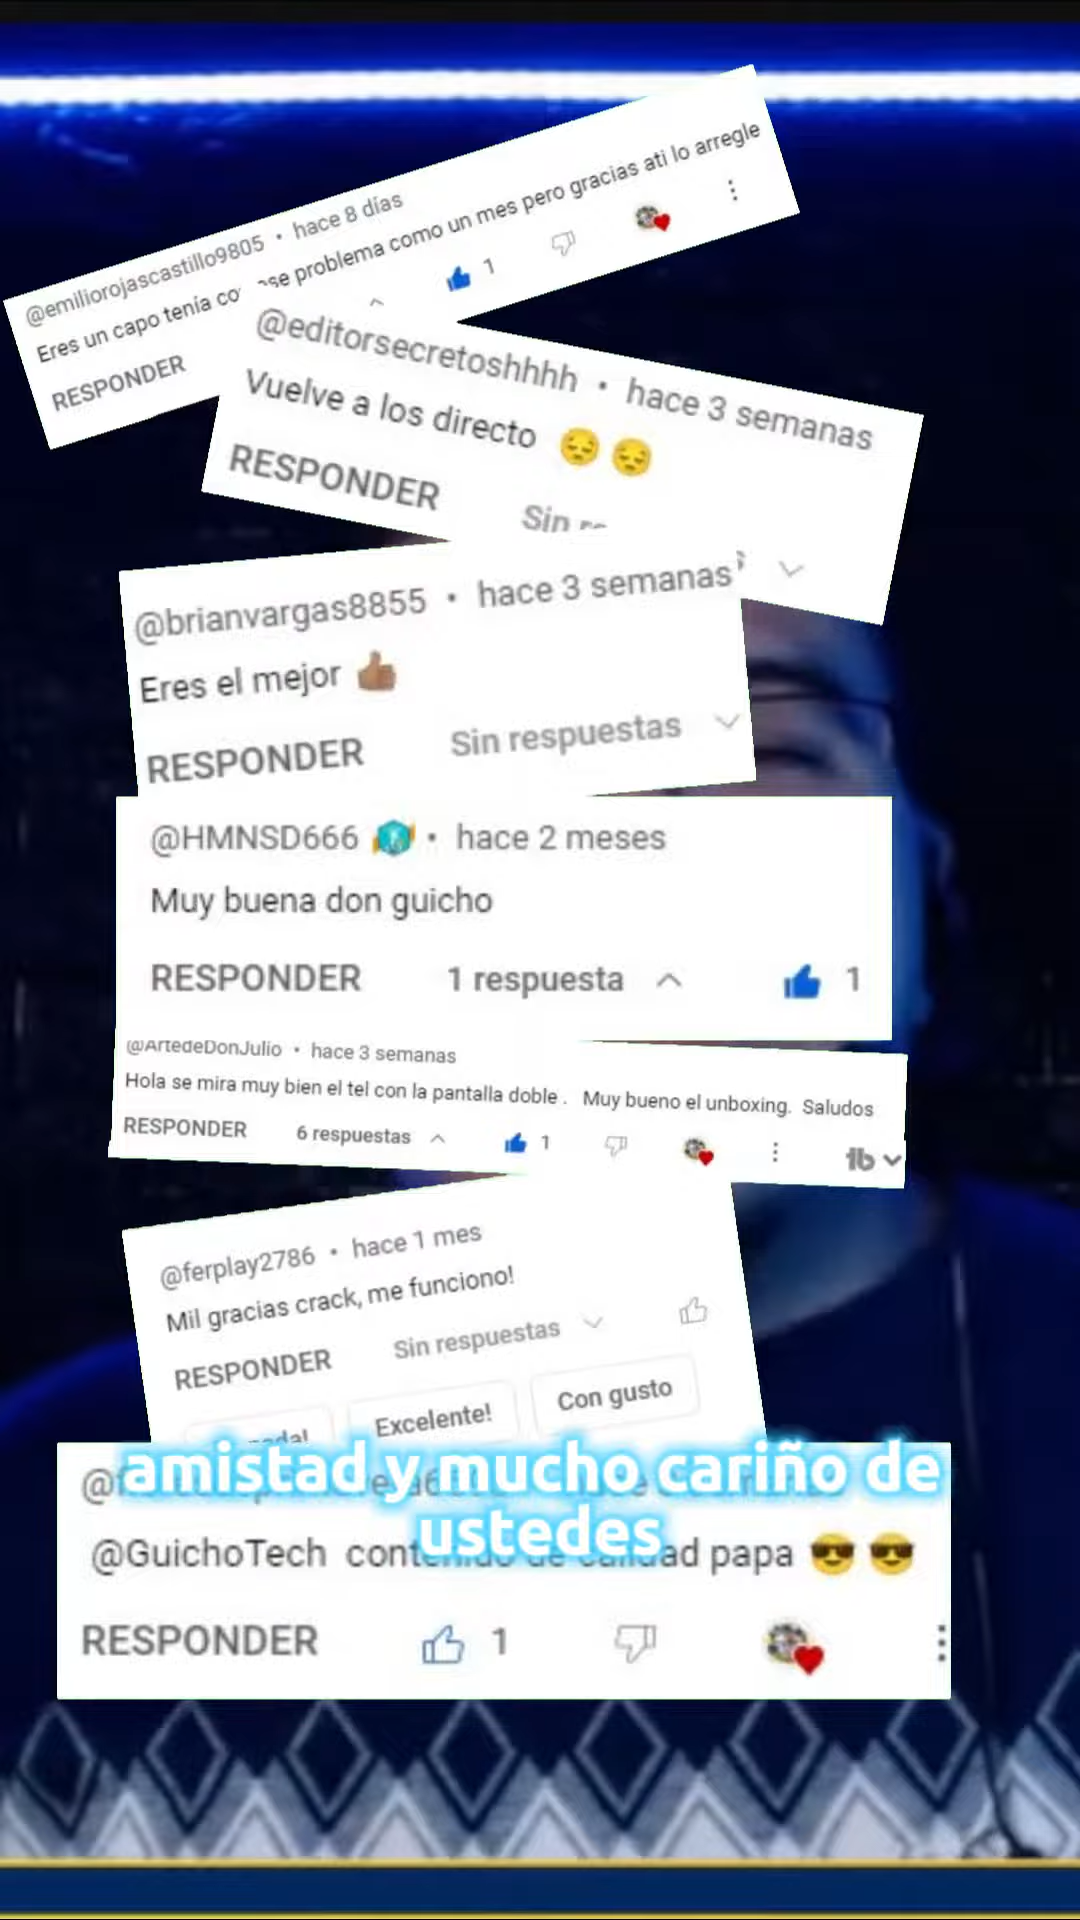 @emiliorojascastillo9805 • hace 8 días
Eres un capo tenía problema como un mes pero gracias ati lo arregle
RESPONDER 1
@editorsecretoshhhh • hace 3 semanas
Vuelve a los directo 😔 😔
RESPONDER Sin
@brianvargas8855 • hace 3 semanas
Eres el mejor 👍🏽
RESPONDER Sin respuestas
@HMNSD666 • hace 2 meses
Muy buena don guicho
RESPONDER 1 respuesta 1
@ArtedeDonJulio • hace 3 semanas
Hola se mira muy bien el tel con la pantalla doble . Muy bueno el unboxing. Saludos
RESPONDER 6 respuestas 1
@ferplay2786 • hace 1 mes
Mil gracias crack, me funciono!
RESPONDER Sin respuestas
Excelente! Con gusto
amistad y mucho cariño de
ustedes
@GuichoTech contenido de calidad papa 😎 😎
RESPONDER 1